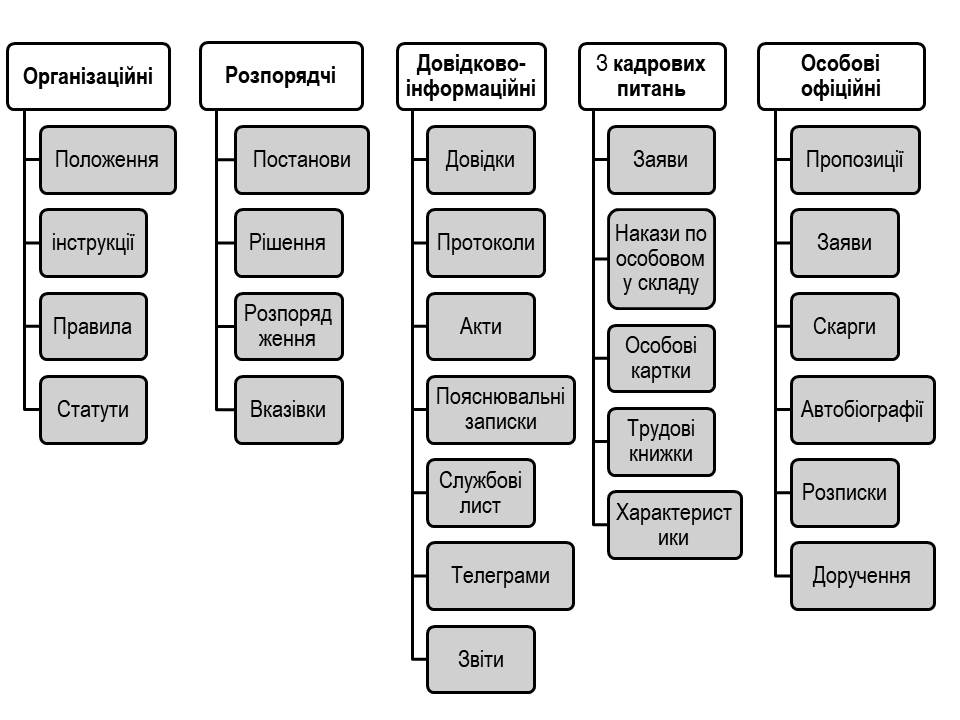 Організаційні
Положення
інструкції
Правила
Статути
Розпорядчі
Постанови
Рішення
Розпоряд
ження
Вказівки
Довідково-
інформаційні
Довідки
Протоколи
Акти
Пояснювальні
записки
Службові
лист
Телеграми
Звіти
З кадрових
питань
Заяви
Накази по
особовом
у складу
Особові
картки
Трудові
книжки
Характерист
ики
Особові
офіційні
Пропозиції
Заяви
Скарги
Автобіографії
Розписки
Доручення